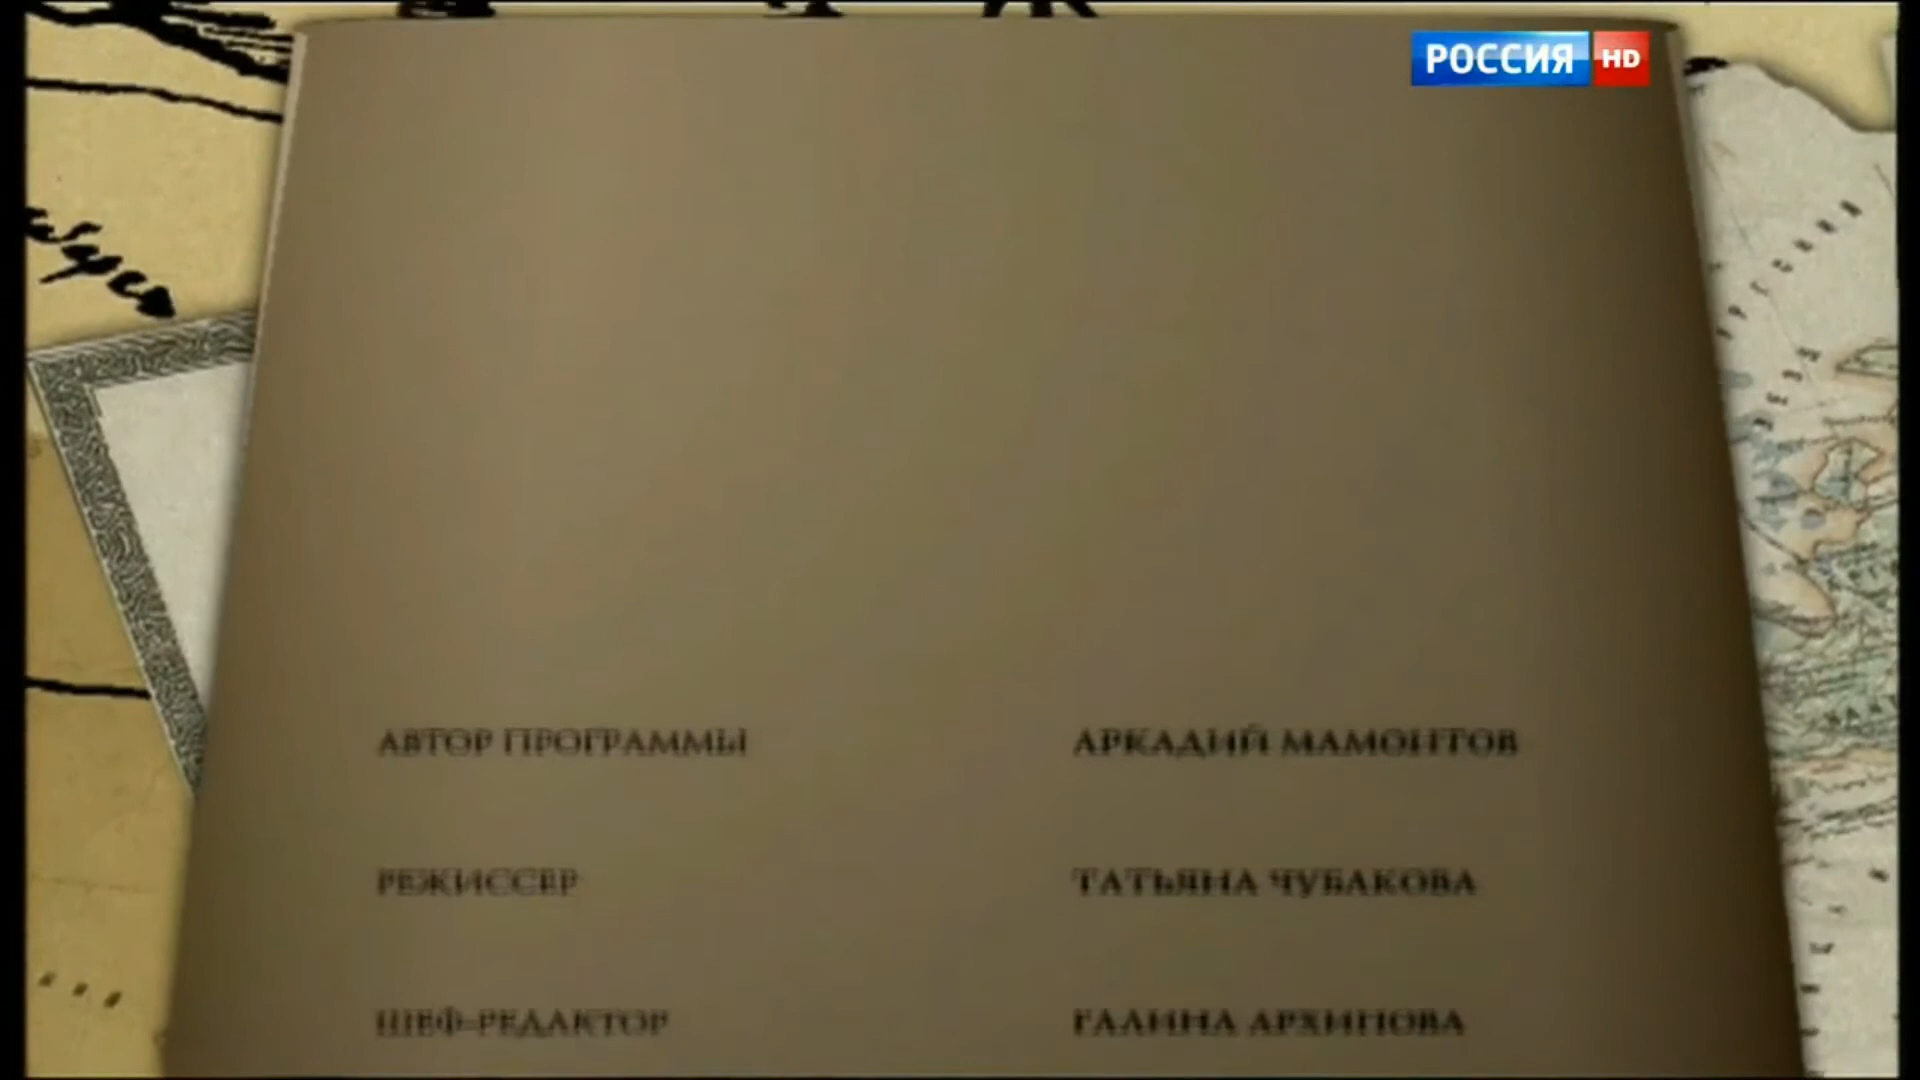 РОССИЯ HD
АВТОР ПРОГРАММЫ АРКАДИЙ МАМОНТОВ
РЕЖИССЕР ТАТЬЯНА ЧУБАКОВА
ШЕФ-РЕДАКТОР ГАЛИНА АРХИПОВА